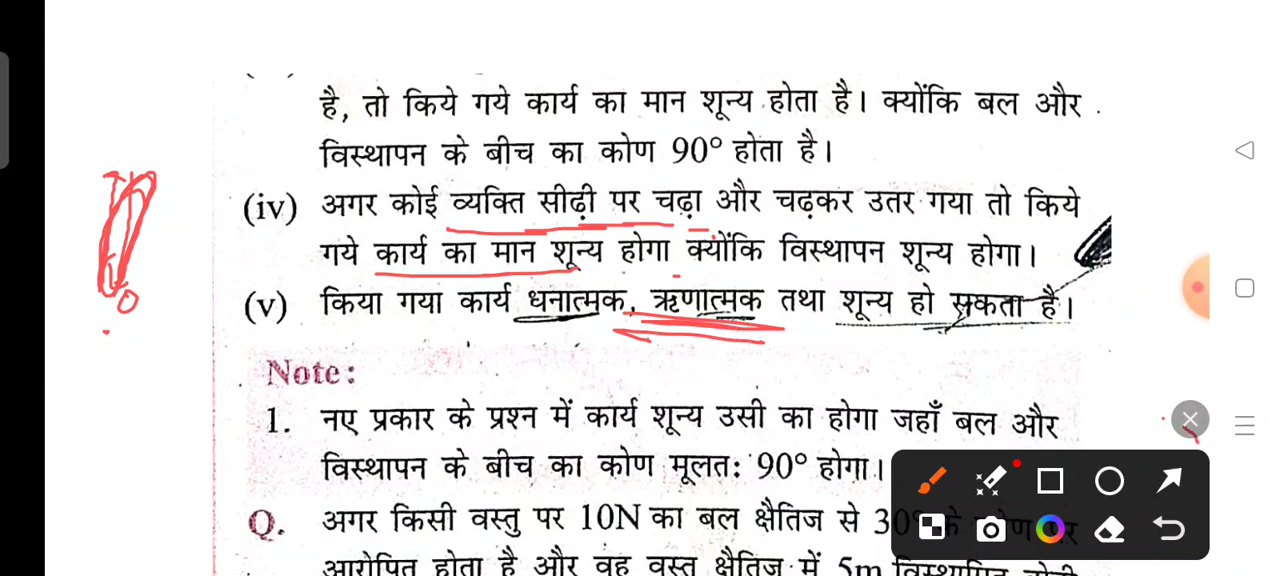 है, तो किये गये कार्य का मान शून्य होता है। क्योंकि बल और
विस्थापन के बीच का कोण 90° होता है।
(iv) अगर कोई व्यक्ति सीढ़ी पर चढ़ा और चढ़कर उतर गया तो किये
गये कार्य का मान शून्य होगा क्योंकि विस्थापन शून्य होगा।
(v) किया गया कार्य धनात्मक, ऋणात्मक तथा शून्य हो सकता है।
Note:
1. नए प्रकार के प्रश्न में कार्य शून्य उसी का होगा जहाँ बल और
विस्थापन के बीच का कोण मूलतः 90° होगा।
Q. अगर किसी वस्तु पर 10N का बल क्षैतिज से 30° के कोण पर
आरोपित होता है और वह वस्तु क्षैतिज में 5m विस्थापित